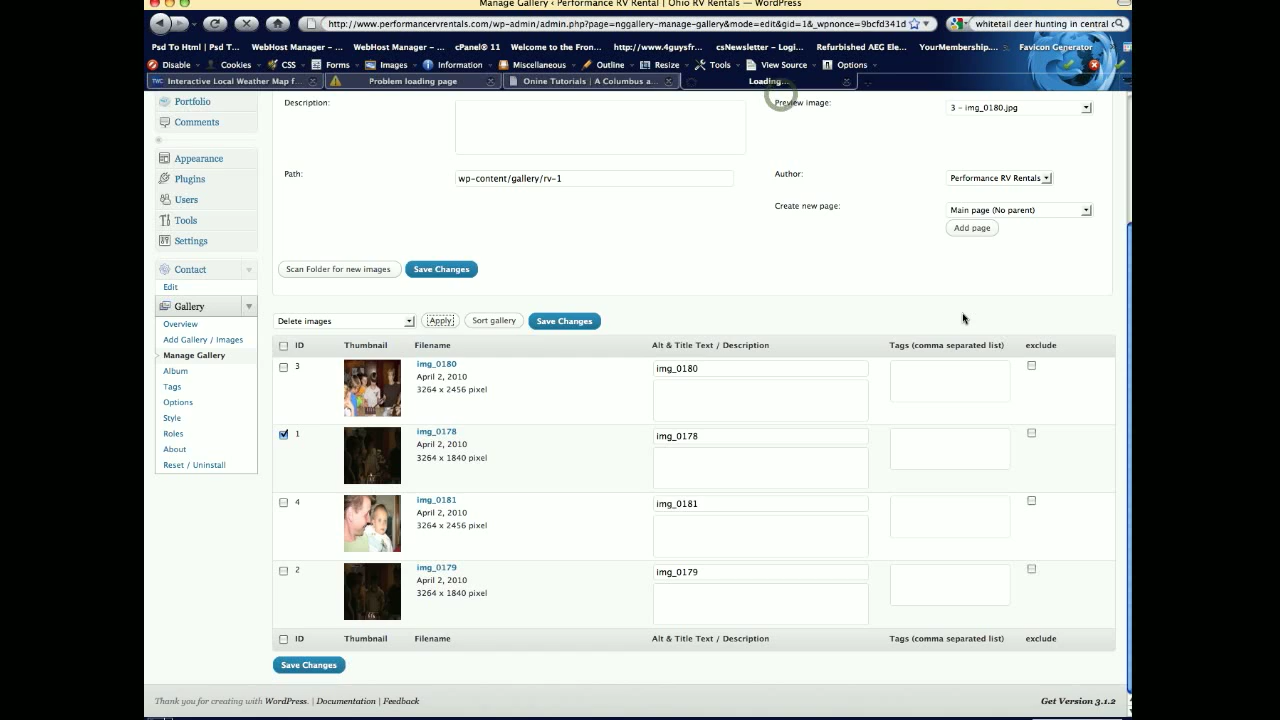 Manage Gallery ‹ Performance RV Rental | Ohio RV Rentals — WordPress
http://www.performancervrentals.com/wp-admin/admin.php?page=nggallery-manage-gallery&mode=edit&gid=1&_wpnonce=9bcfd341d
whitetail deer hunting in central c
Psd To Html | Psd T... WebHost Manager – ... WebHost Manager – ... cPanel® 11 Welcome to the Fron... http://www.4guysfr... csNewsletter – Logi... Refurbished AEG Ele... YourMembership.... Favicon Generator
Disable Cookies CSS Forms Images Information Miscellaneous Outline Resize Tools View Source Options
Interactive Local Weather Map f... Problem loading page Onine Tutorials | A Columbus a... Loading...
Portfolio
Comments
Appearance
Plugins
Users
Tools
Settings
Contact
Edit
Gallery
Overview
Add Gallery / Images
Manage Gallery
Album
Tags
Options
Style
Roles
About
Reset / Uninstall
Description: Preview image: 3 - img_0180.jpg
Path: wp-content/gallery/rv-1 Author: Performance RV Rentals
Create new page: Main page (No parent)
Add page
Scan Folder for new images Save Changes
Delete images Apply Sort gallery Save Changes
ID Thumbnail Filename Alt & Title Text / Description Tags (comma separated list) exclude
3 img_0180 img_0180
April 2, 2010
3264 x 2456 pixel
1 img_0178 img_0178
April 2, 2010
3264 x 1840 pixel
4 img_0181 img_0181
April 2, 2010
3264 x 2456 pixel
2 img_0179 img_0179
April 2, 2010
3264 x 1840 pixel
ID Thumbnail Filename Alt & Title Text / Description Tags (comma separated list) exclude
Save Changes
Thank you for creating with WordPress. | Documentation | Feedback Get Version 3.1.2